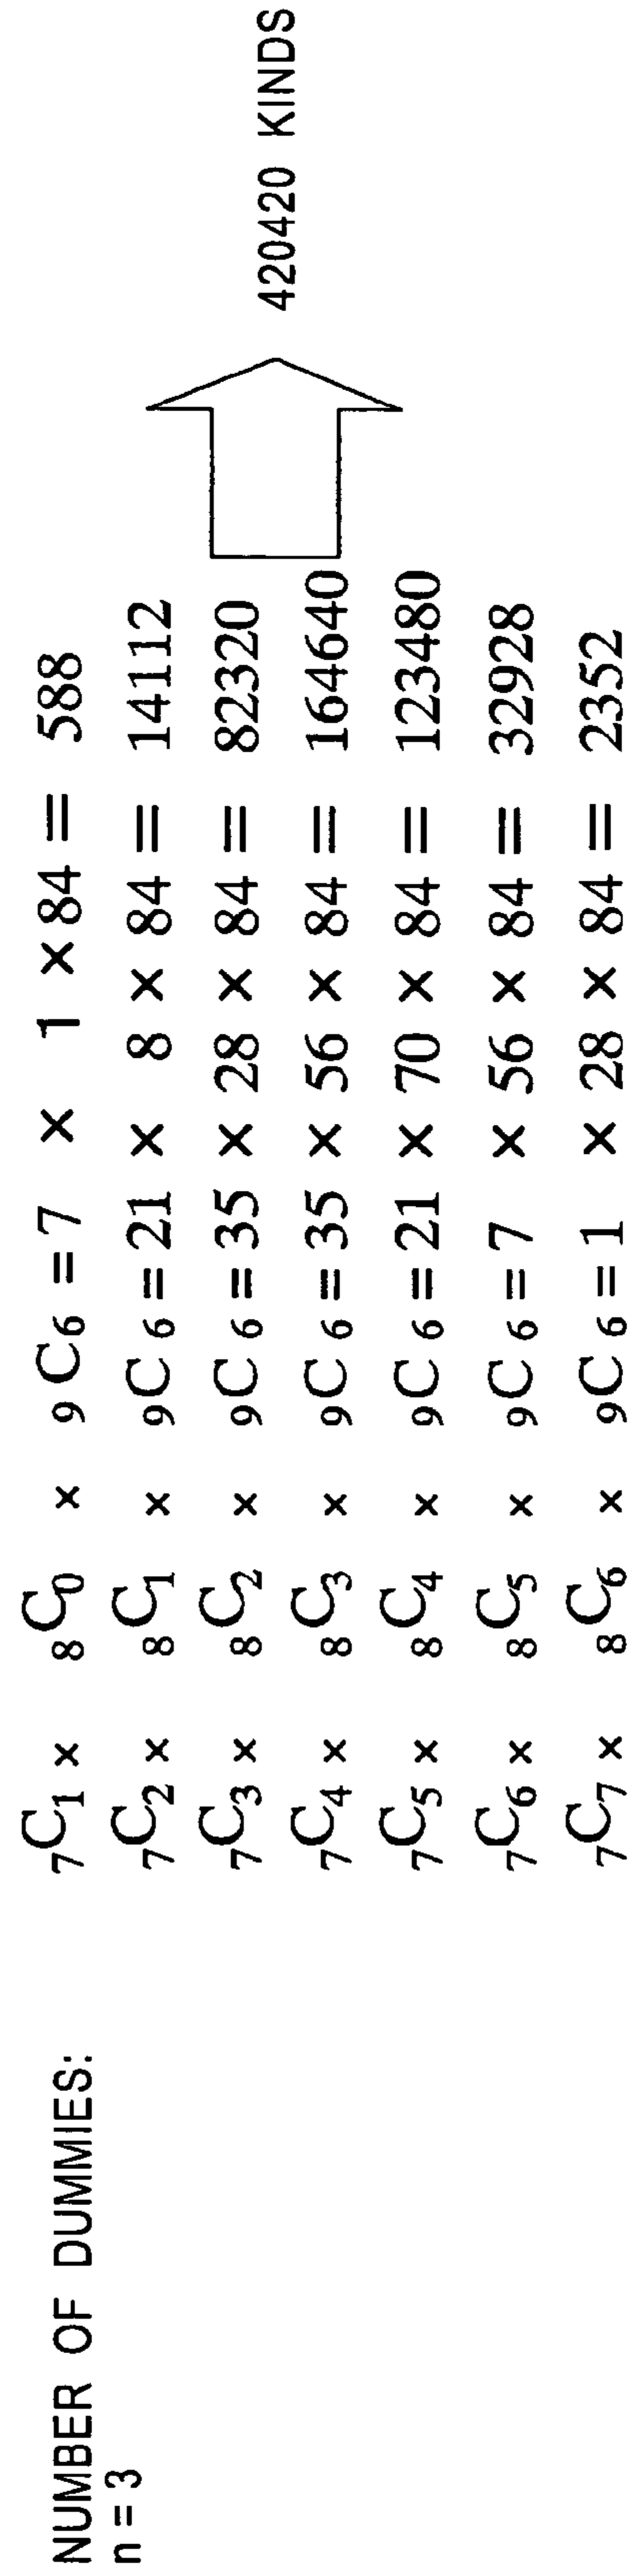 NUMBER OF DUMMIES:
n = 3
₇C₁ × ₈C₀ × ₉C₆ = 7 × 1 × 84 = 588
₇C₂ × ₈C₁ × ₉C₆ = 21 × 8 × 84 = 14112
₇C₃ × ₈C₂ × ₉C₆ = 35 × 28 × 84 = 82320
₇C₄ × ₈C₃ × ₉C₆ = 35 × 56 × 84 = 164640
₇C₅ × ₈C₄ × ₉C₆ = 21 × 70 × 84 = 123480
₇C₆ × ₈C₅ × ₉C₆ = 7 × 56 × 84 = 32928
₇C₇ × ₈C₆ × ₉C₆ = 1 × 28 × 84 = 2352
420420 KINDS